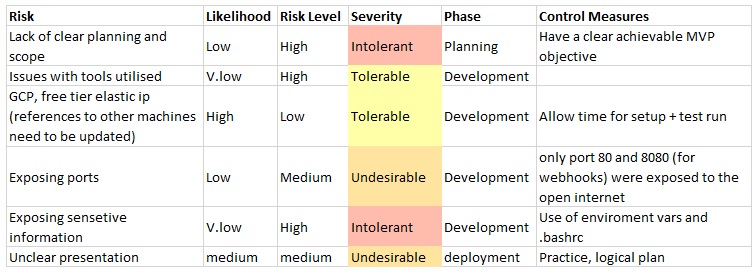 Risk Likelihood Risk Level Severity Phase Control Measures
Lack of clear planning and
scope Low High Intolerant Planning Have a clear achievable MVP
objective
Issues with tools utilised V.low High Tolerable Development
GCP, free tier elastic ip
(references to other machines
need to be updated) High Low Tolerable Development Allow time for setup + test run
Exposing ports Low Medium Undesirable Development only port 80 and 8080 (for
webhooks) were exposed to the
open internet
Exposing sensetive
information V.low High Intolerant Development Use of enviroment vars and
.bashrc
Unclear presentation medium medium Undesirable deployment Practice, logical plan